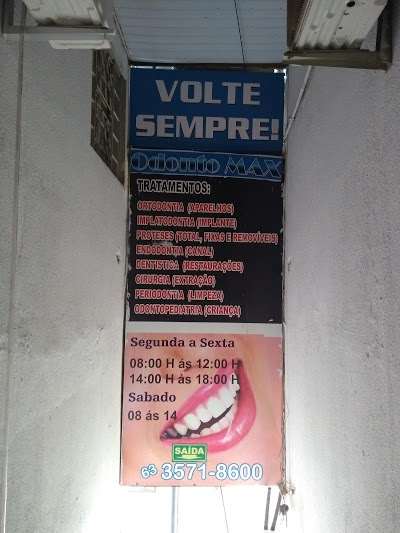 VOLTE
SEMPRE!
Odonto MAX
TRATAMENTOS:
ORTODONTIA (APARELHOS)
IMPLATODONTIA (IMPLANTE)
PROTESES (TOTAL, FIXAS E REMOVÍVEIS)
ENDODONTIA (CANAL)
DENTISTICA (RESTAURAÇÕES)
CIRURGIA (EXTRAÇÃO)
PERIODONTIA (LIMPEZA)
ODONTOPEDIATRIA (CRIANÇA)
Segunda a Sexta
08:00 H ás 12:00 H
14:00 H ás 18:00 H
Sabado
08 ás 14
SAÍDA
63 3571-8600